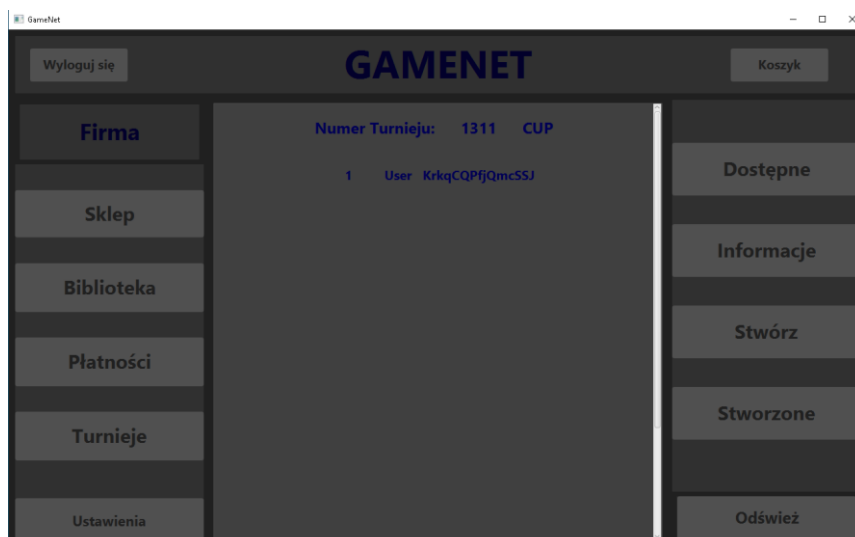 GameNet
Wyloguj się
GAMENET
Koszyk
Firma
Sklep
Biblioteka
Płatności
Turnieje
Ustawienia
Numer Turnieju: 1311 CUP
1 User KrkqCQPfjQmcSSJ
Dostępne
Informacje
Stwórz
Stworzone
Odśwież